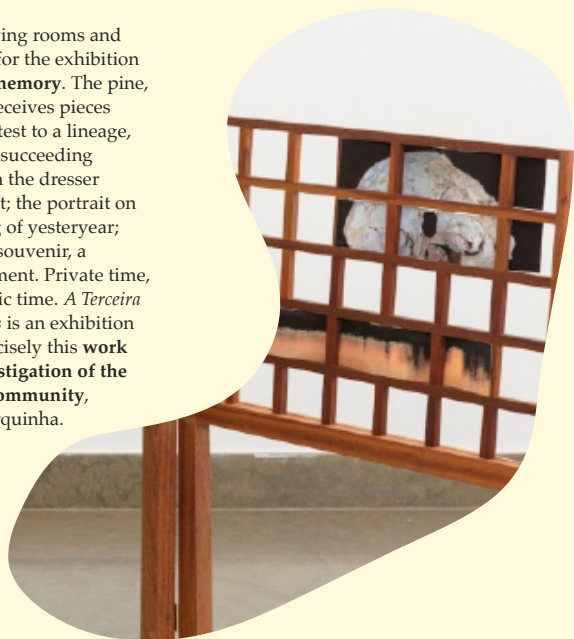 ing rooms and
for the exhibition
memory. The pine,
eceives pieces
test to a lineage,
succeeding
n the dresser
t; the portrait on
g of yesteryear;
souvenir, a
ment. Private time,
ic time. A Terceira
is an exhibition
cisely this work
stigation of the
ommunity,
rquinha.